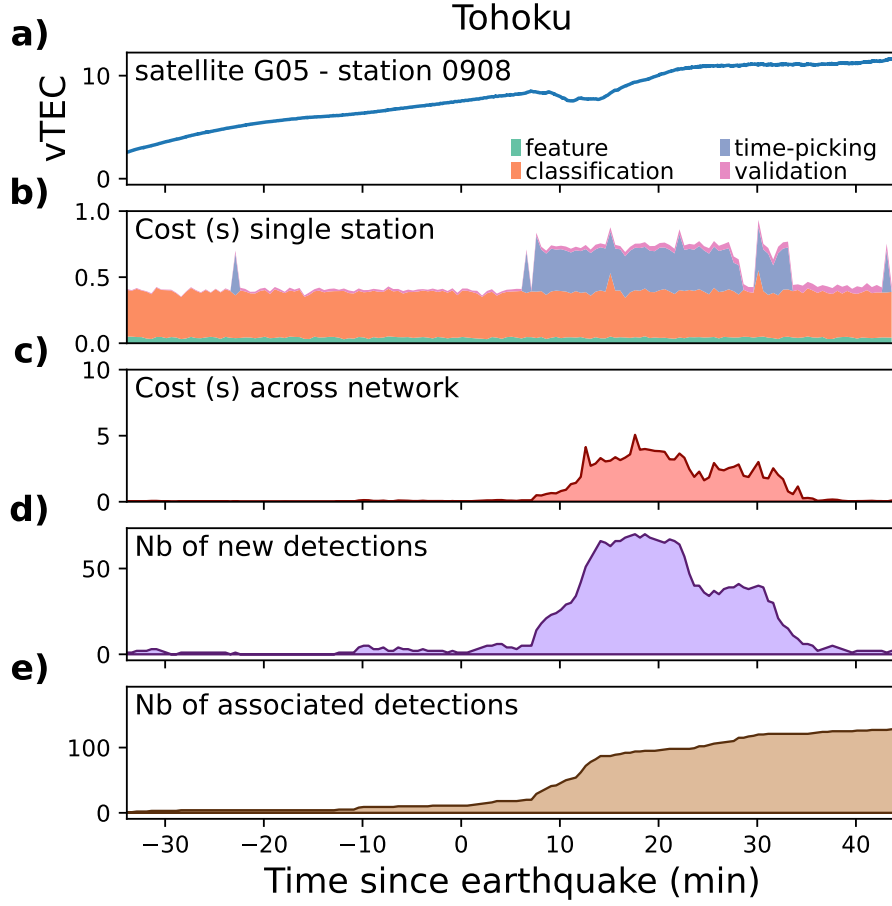 Tohoku
a)
satellite G05 - station 0908
vTEC
10
0
feature
time-picking
classification
validation
b)
Cost (s) single station
1.0
0.5
0.0
c)
Cost (s) across network
10
5
0
d)
Nb of new detections
50
0
e)
Nb of associated detections
100
0
−30 −20 −10 0 10 20 30 40
Time since earthquake (min)